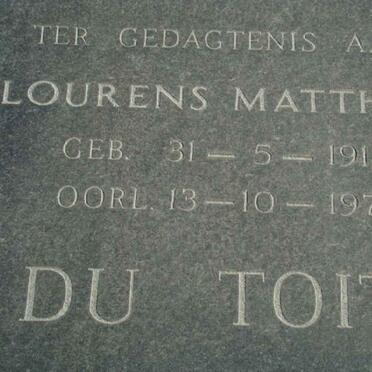 TER GEDAGTENIS A
LOURENS MATTH
GEB. 31 – 5 – 191
OORL. 13 – 10 – 197
DU TOIT